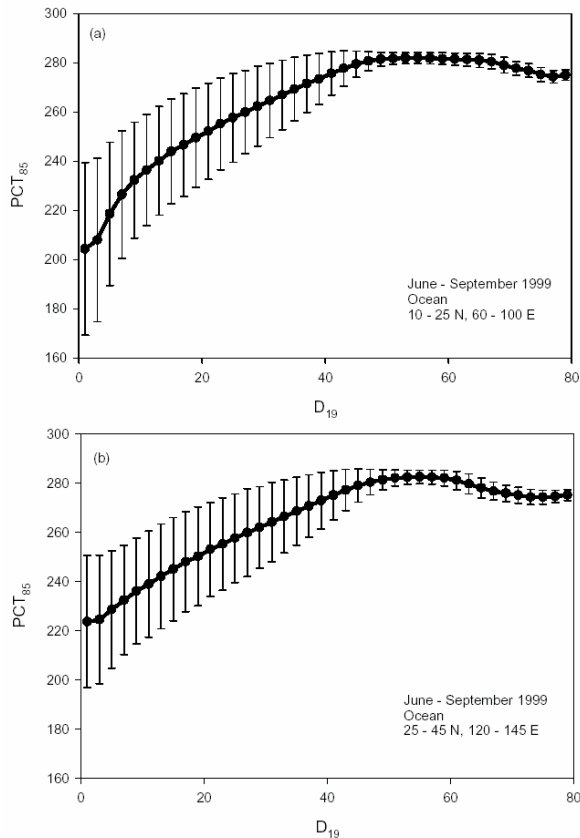 (a)
300
280
260
240
220
200
180
160
PCT85
June - September 1999
Ocean
10 - 25 N, 60 - 100 E
0 20 40 60 80
D19
(b)
300
280
260
240
220
200
180
160
PCT85
June - September 1999
Ocean
25 - 45 N, 120 - 145 E
0 20 40 60 80
D19